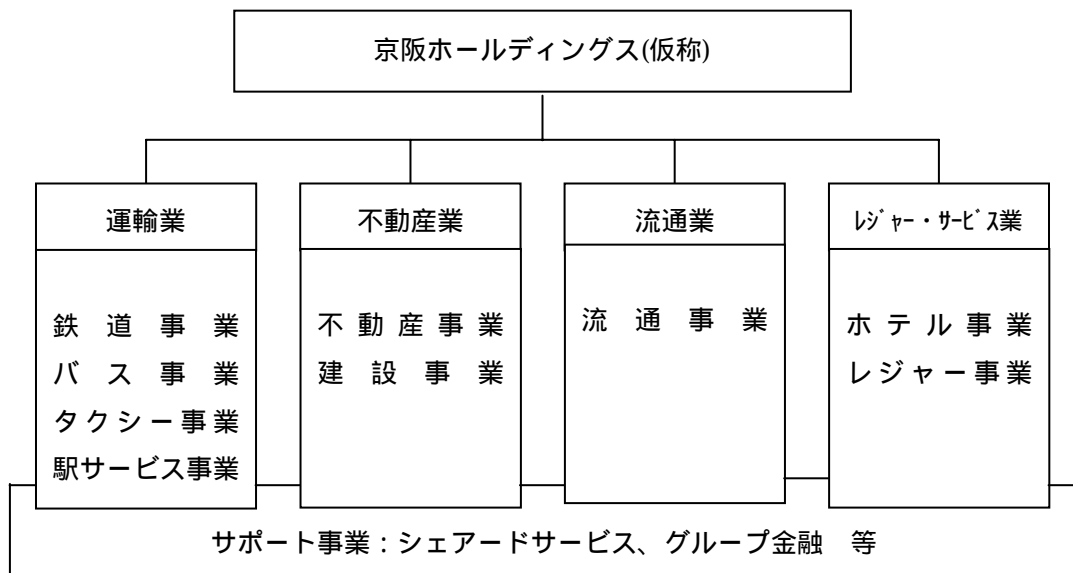 京阪ホールディングス(仮称)
運輸業
鉄道事業
バス事業
タクシー事業
駅サービス事業
不動産業
不動産事業
建設事業
流通業
流通事業
ﾚｼﾞｬｰ・ｻｰﾋﾞｽ業
ホテル事業
レジャー事業
サポート事業：シェアードサービス、グループ金融　等